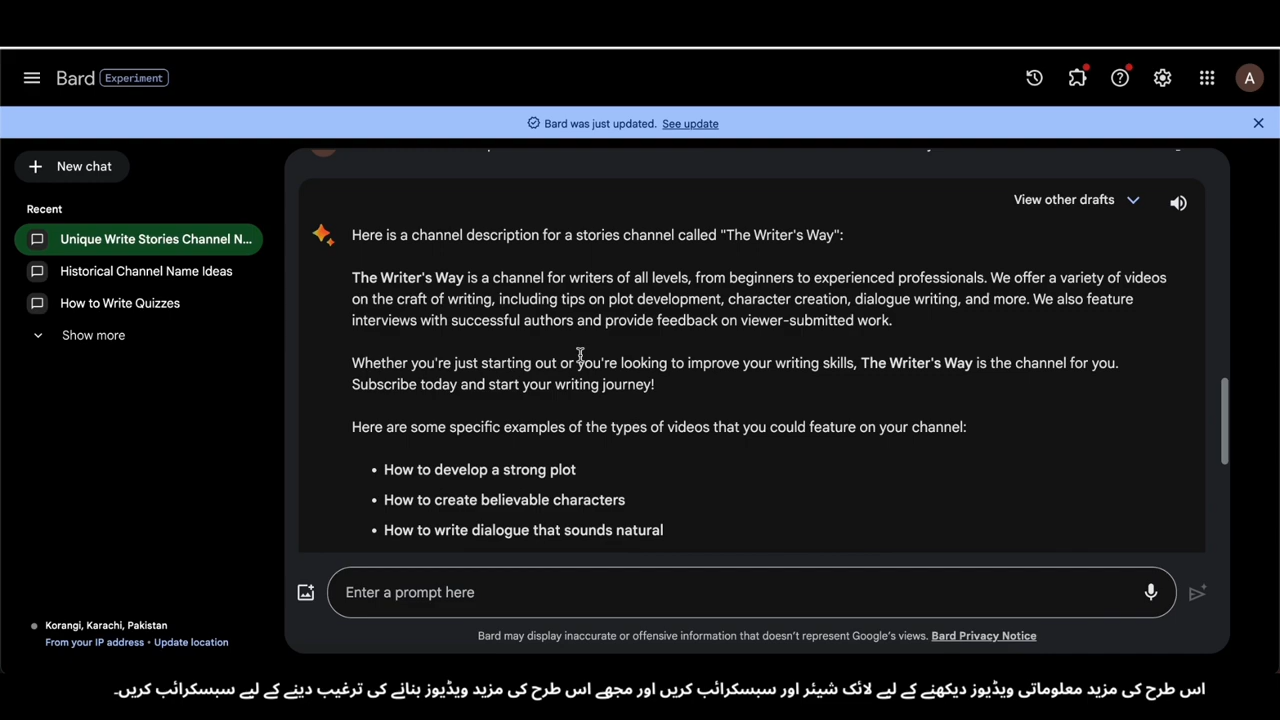 Bard Experiment
A
Bard was just updated. See update
New chat
View other drafts
Recent
Unique Write Stories Channel N...
Historical Channel Name Ideas
How to Write Quizzes
Show more
Here is a channel description for a stories channel called "The Writer's Way":
The Writer's Way is a channel for writers of all levels, from beginners to experienced professionals. We offer a variety of videos
on the craft of writing, including tips on plot development, character creation, dialogue writing, and more. We also feature
interviews with successful authors and provide feedback on viewer-submitted work.
Whether you're just starting out or you're looking to improve your writing skills, The Writer's Way is the channel for you.
Subscribe today and start your writing journey!
Here are some specific examples of the types of videos that you could feature on your channel:
• How to develop a strong plot
• How to create believable characters
• How to write dialogue that sounds natural
Enter a prompt here
Korangi, Karachi, Pakistan
From your IP address • Update location
Bard may display inaccurate or offensive information that doesn't represent Google's views. Bard Privacy Notice
اس طرح کی مزید معلوماتی ویڈیوز دیکھنے کے لیے لائک شیئر اور سبسکرائب کریں اور مجھے اس طرح کی مزید ویڈیوز بنانے کی ترغیب دینے کے لیے سبسکرائب کریں۔